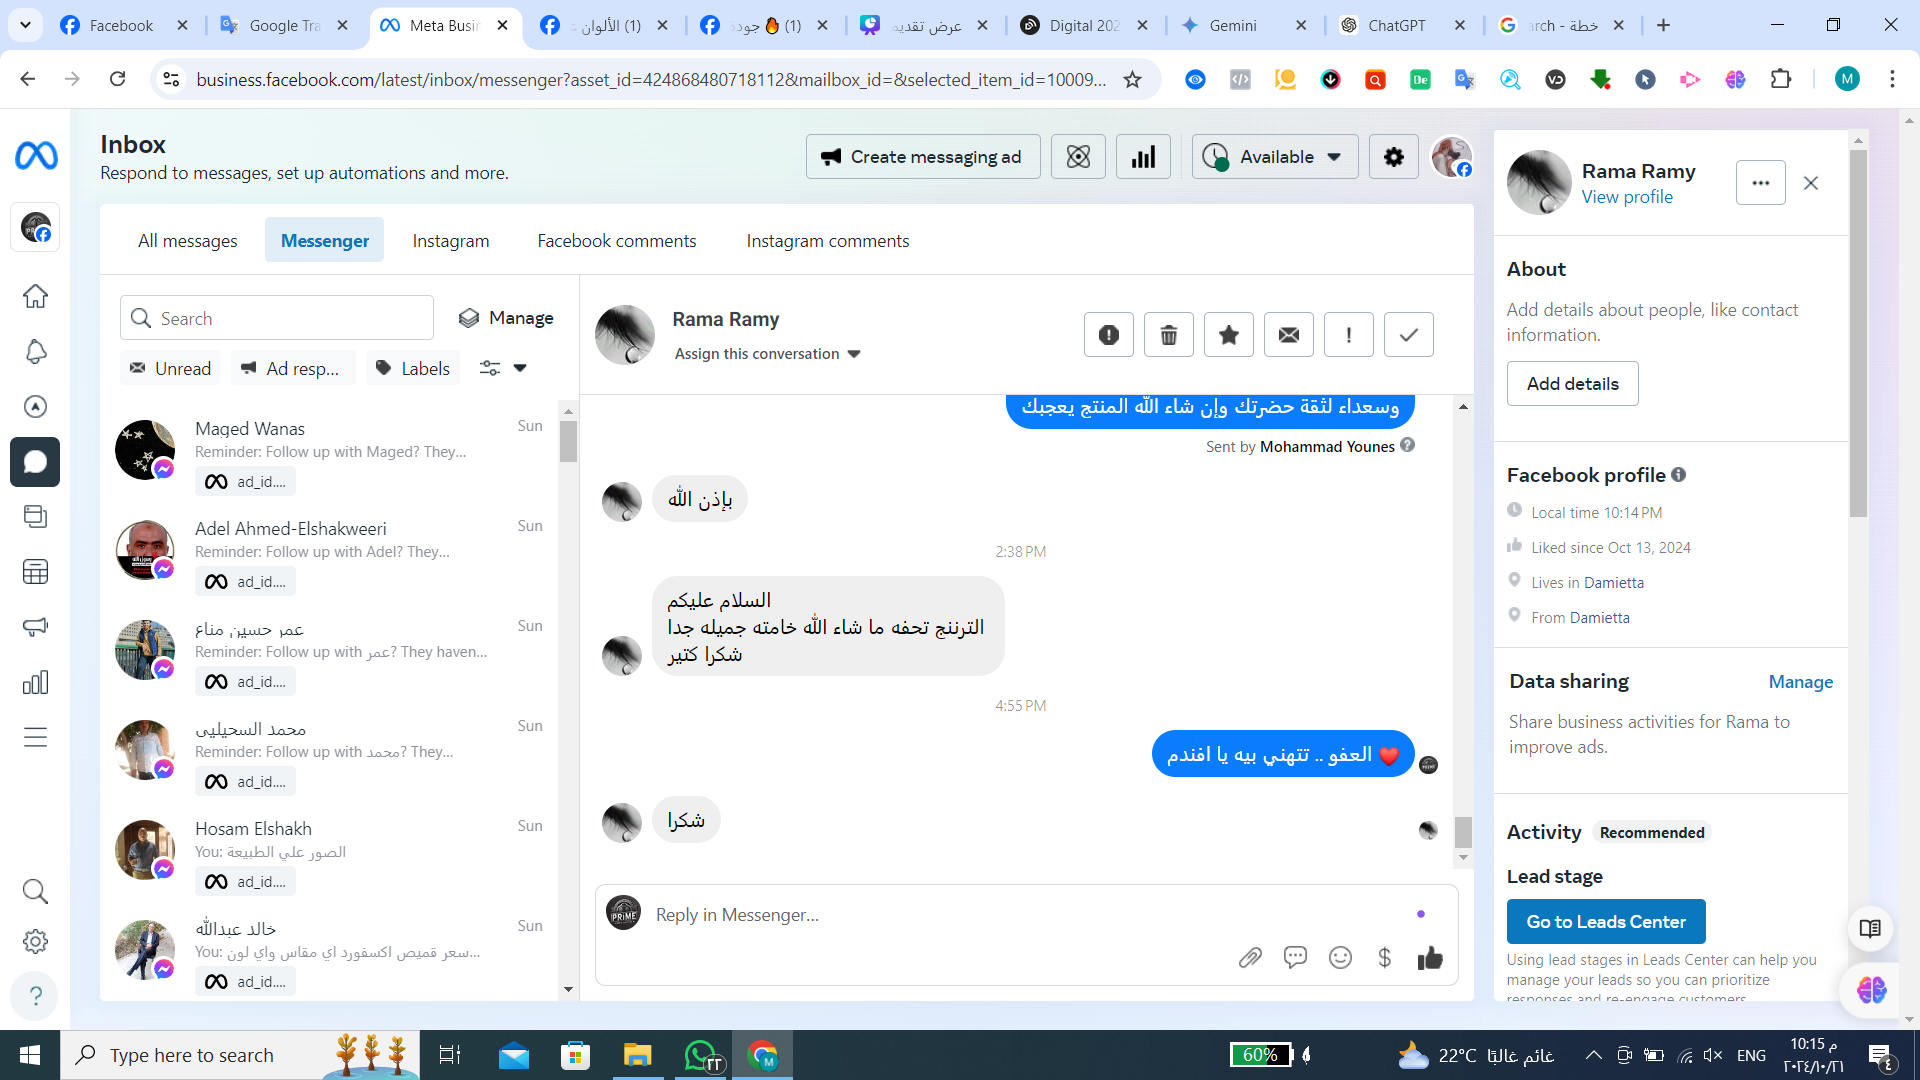 Facebook
Google Tra
Meta Busin
(1) الألوان
(1) 🔥 جودة
عرض تقديم
Digital 202
Gemini
ChatGPT
خطة - arch
business.facebook.com/latest/inbox/messenger?asset_id=424868480718112&mailbox_id=&selected_item_id=10009...
M
Inbox
Respond to messages, set up automations and more.
Create messaging ad
Available
All messages
Messenger
Instagram
Facebook comments
Instagram comments
Search
Manage
Unread
Ad resp...
Labels
Maged Wanas
Sun
Reminder: Follow up with Maged? They...
ad_id....
Adel Ahmed-Elshakweeri
Sun
Reminder: Follow up with Adel? They...
ad_id....
عمر حسين مناع
Sun
Reminder: Follow up with عمر? They haven...
ad_id....
محمد السحيليى
Sun
Reminder: Follow up with محمد? They...
ad_id....
Hosam Elshakh
Sun
You: الصور علي الطبيعة
ad_id....
خالد عبدالله
Sun
You: سعر قميص اكسفورد اي مقاس واي لون...
ad_id....
Rama Ramy
Assign this conversation
وسعداء لثقة حضرتك وإن شاء الله المنتج يعجبك
Sent by Mohammad Younes
بإذن الله
2:38 PM
السلام عليكم
الترننج تحفه ما شاء الله خامته جميله جدا
شكرا كتير
4:55 PM
العفو .. تتهني بيه يا افندم ❤️
شكرا
PRIME
Reply in Messenger...
Rama Ramy
View profile
About
Add details about people, like contact
information.
Add details
Facebook profile
Local time 10:14 PM
Liked since Oct 13, 2024
Lives in Damietta
From Damietta
Data sharing
Manage
Share business activities for Rama to
improve ads.
Activity
Recommended
Lead stage
Go to Leads Center
Using lead stages in Leads Center can help you
manage your leads so you can prioritize
responses and re-engage customers
Type here to search
٢٣
60%
22°C غائم غالبًا
ENG
10:15 م
٢٠٢٤/١٠/٢١
٤